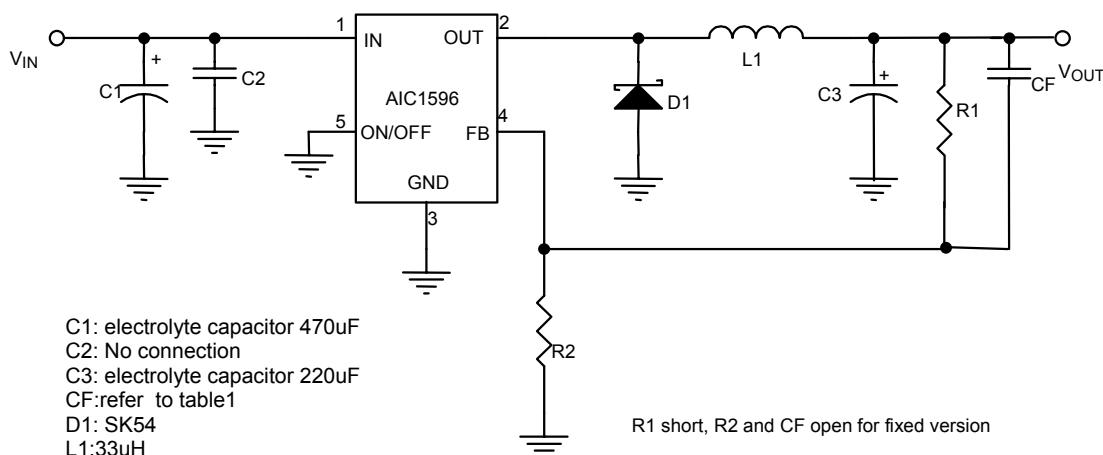 1
2
VIN
IN
OUT
C1
+
C2
AIC1596
L1
D1
C3
+
R1
CF
VOUT
5
ON/OFF
4
FB
GND
3
R2
C1: electrolyte capacitor 470uF
C2: No connection
C3: electrolyte capacitor 220uF
CF:refer to table1
D1: SK54
L1:33uH
R1 short, R2 and CF open for fixed version